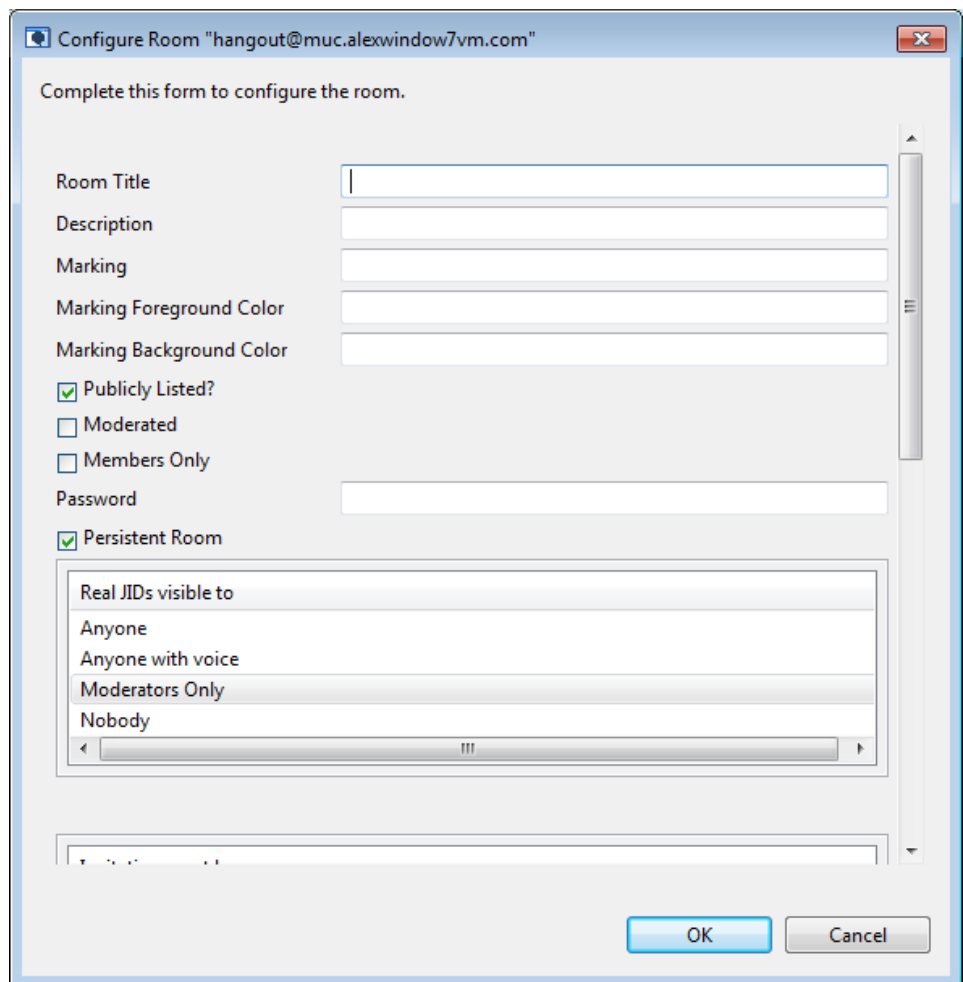 Configure Room "hangout@muc.alexwindow7vm.com"
Complete this form to configure the room.
Room Title
Description
Marking
Marking Foreground Color
Marking Background Color
Publicly Listed?
Moderated
Members Only
Password
Persistent Room
Real JIDs visible to
Anyone
Anyone with voice
Moderators Only
Nobody
OK Cancel